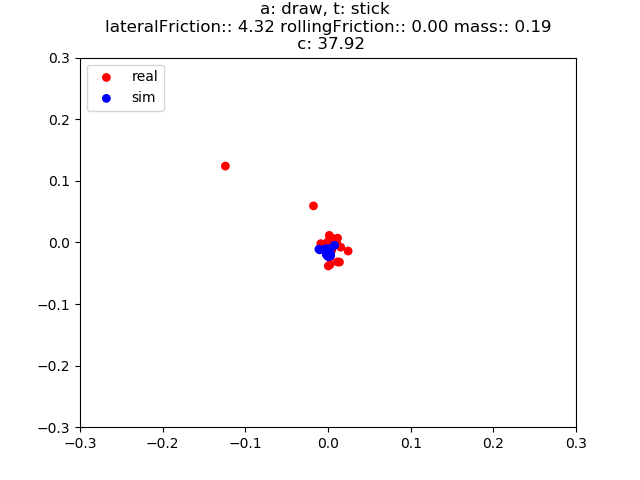 a: draw, t: stick
lateralFriction:: 4.32 rollingFriction:: 0.00 mass:: 0.19
c: 37.92
real
sim
0.3
0.2
0.1
0.0
−0.1
−0.2
−0.3
−0.3 −0.2 −0.1 0.0 0.1 0.2 0.3